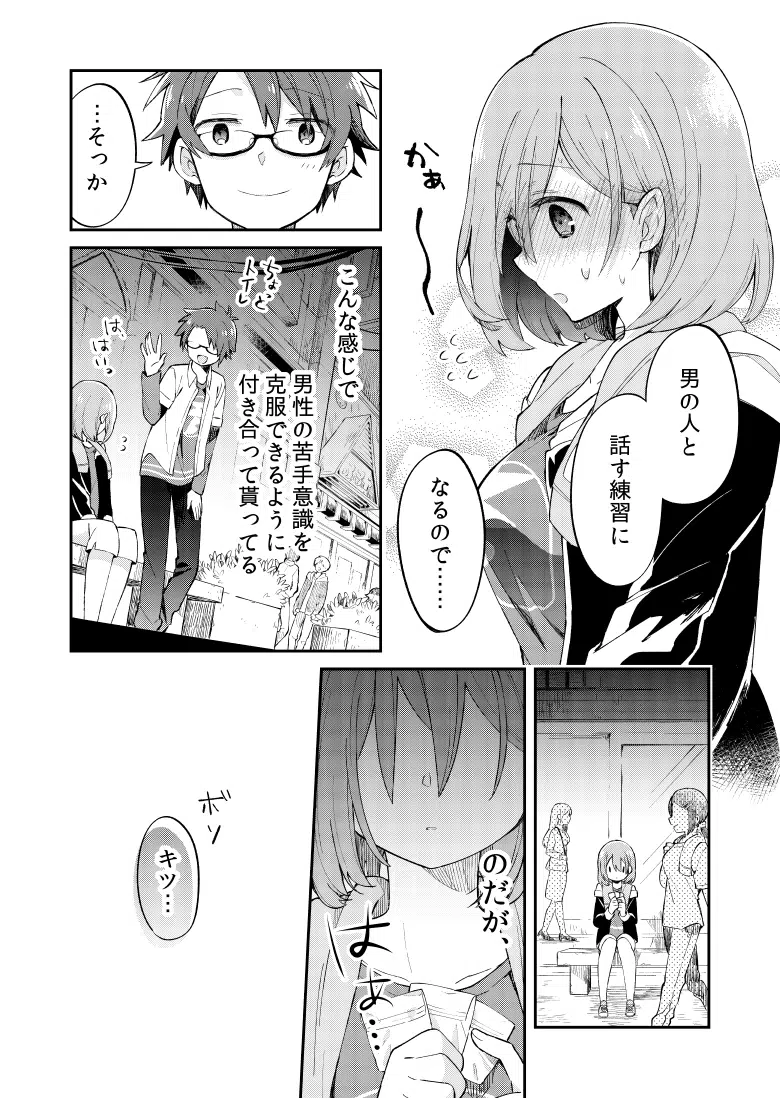 かぁ〜
男の人と
話す練習に
なるので……
…そっか
こんな感じで
男性の苦手意識を
克服できるように
付き合って貰ってる
ちょっと
トイレ
は、
はいっ
のだが、
はぁ…
ボソ
キツ…